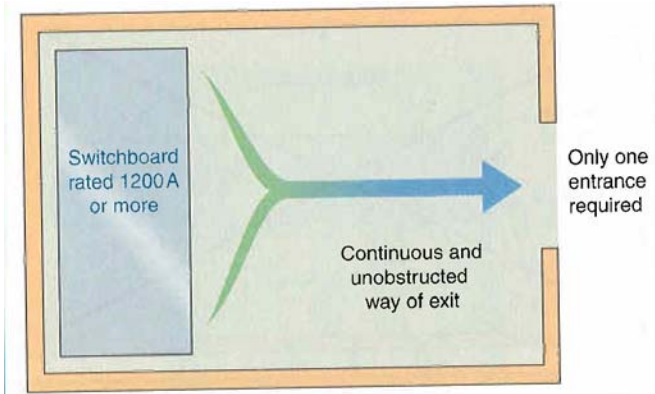 Switchboard
rated 1200 A
or more
Only one
entrance
required
Continuous and
unobstructed
way of exit